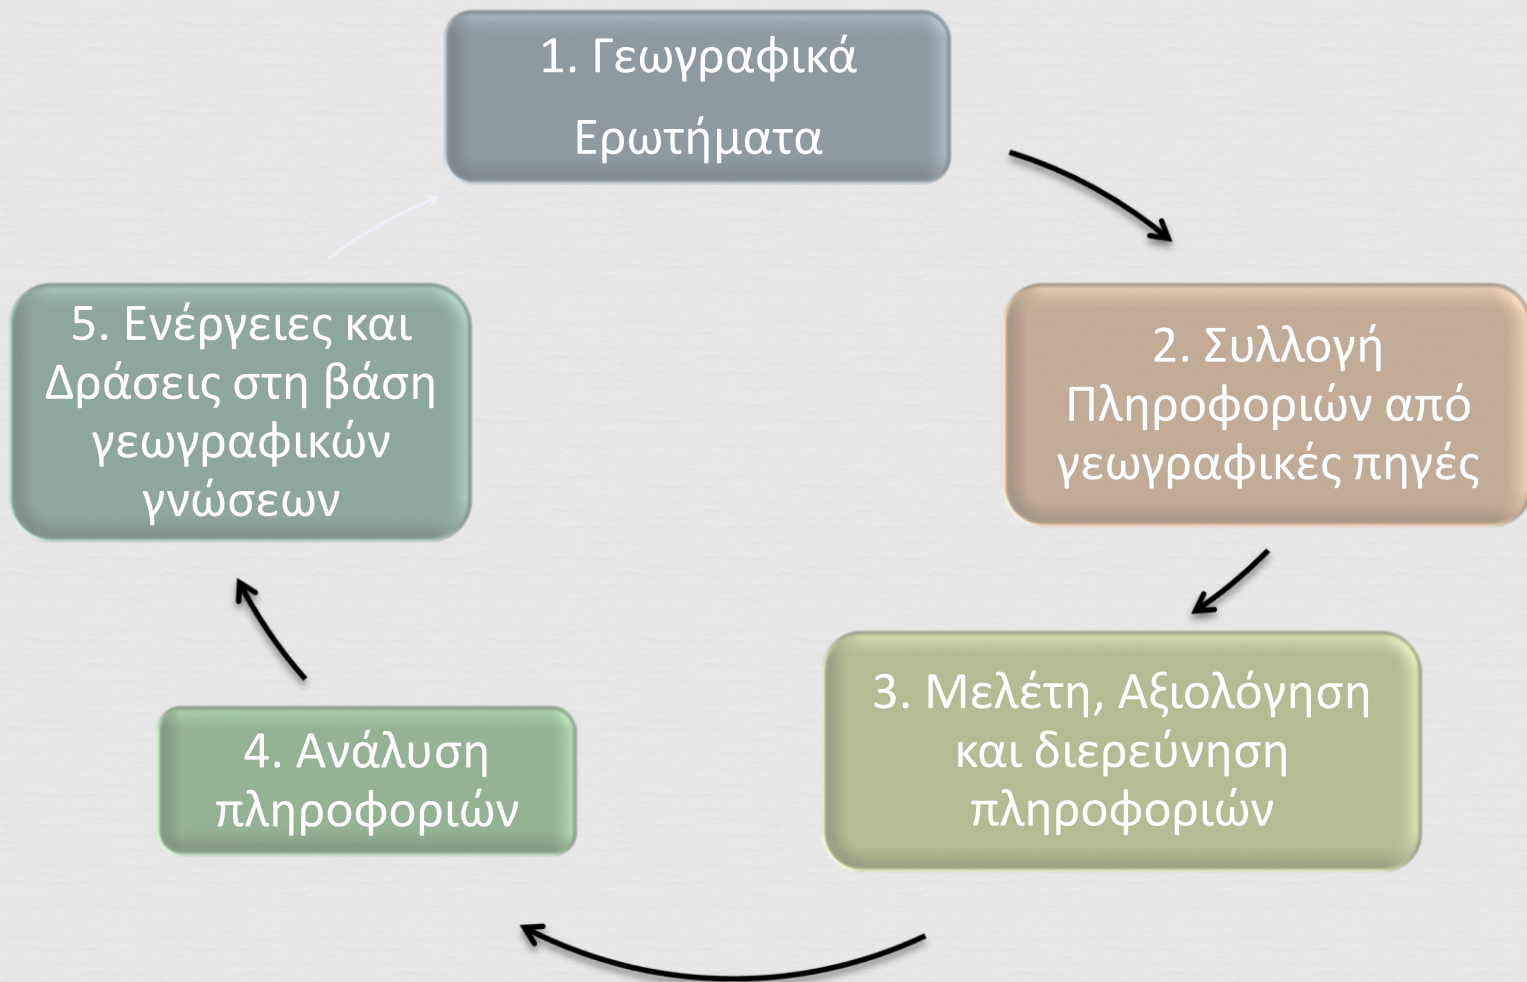 1. Γεωγραφικά
Ερωτήματα
2. Συλλογή
Πληροφοριών από
γεωγραφικές πηγές
3. Μελέτη, Αξιολόγηση
και διερεύνηση
πληροφοριών
4. Ανάλυση
πληροφοριών
5. Ενέργειες και
Δράσεις στη βάση
γεωγραφικών
γνώσεων